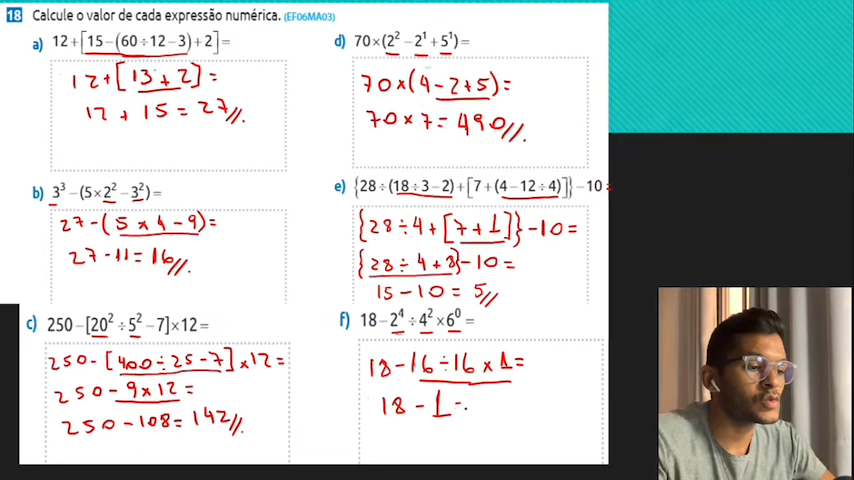 18 Calcule o valor de cada expressão numérica. (EF06MA03)
a) 12+[15−(60÷12−3)+2]=
12+[13+2]=
12+15=27//.
b) 3³−(5×2²−3²)=
27-(5×4-9)=
27-11=16//.
c) 250−[20²÷5²−7]×12=
250-[400÷25-7]×12=
250-9×12=
250-108=142//.
d) 70×(2²−2¹+5¹)=
70×(4-2+5)=
70×7=490//.
e) {28÷(18÷3−2)+[7+(4−12÷4)]}−10=
{28÷4+[7+1]}-10=
{28÷4+8}-10=
15-10=5//
f) 18−2⁴÷4²×6⁰=
18-16÷16×1=
18-1-.